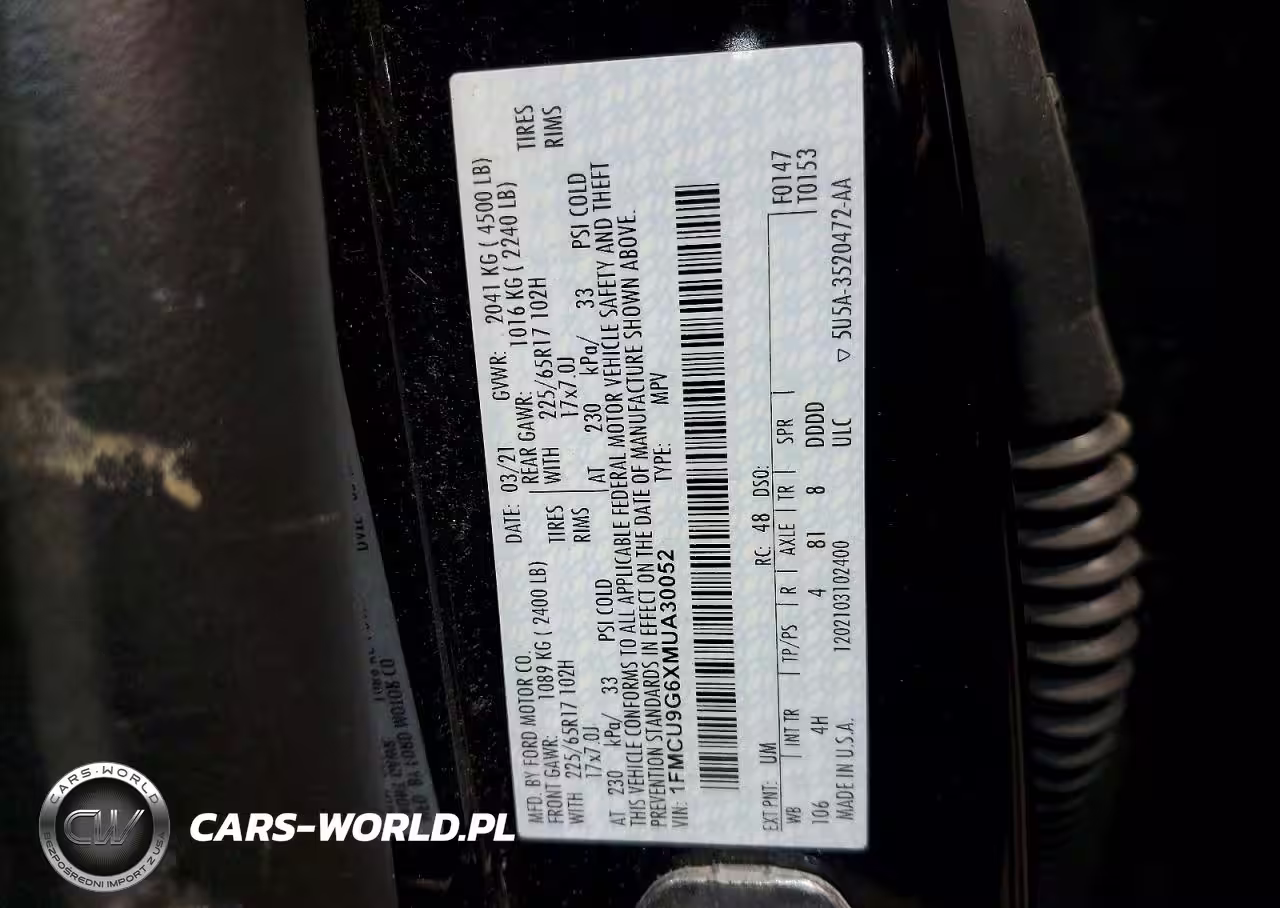 MFD. BY FORD MOTOR CO.
DATE: 03/21 GVWR: 2041 KG ( 4500 LB)
FRONT GAWR: 1089 KG ( 2400 LB) REAR GAWR: 1016 KG ( 2240 LB)
WITH 225/65R17 102H TIRES WITH 225/65R17 102H TIRES
17x7.0J RIMS 17x7.0J RIMS
AT 230 kPa/ 33 PSI COLD AT 230 kPa/ 33 PSI COLD
THIS VEHICLE CONFORMS TO ALL APPLICABLE FEDERAL MOTOR VEHICLE SAFETY AND THEFT
PREVENTION STANDARDS IN EFFECT ON THE DATE OF MANUFACTURE SHOWN ABOVE.
VIN: 1FMCU9G6XMUA30052 TYPE: MPV
EXT PNT: UM RC: 48 DSO: F0147
WB INT TR TP/PS R AXLE TR SPR T0153
106 4H 4 81 8 DDDD
MADE IN U.S.A. 1202103102400 ULC ▽ 5U5A-3520472-AA
CARS-WORLD
CW
BEZPOŚREDNI IMPORT Z USA
CARS-WORLD.PL